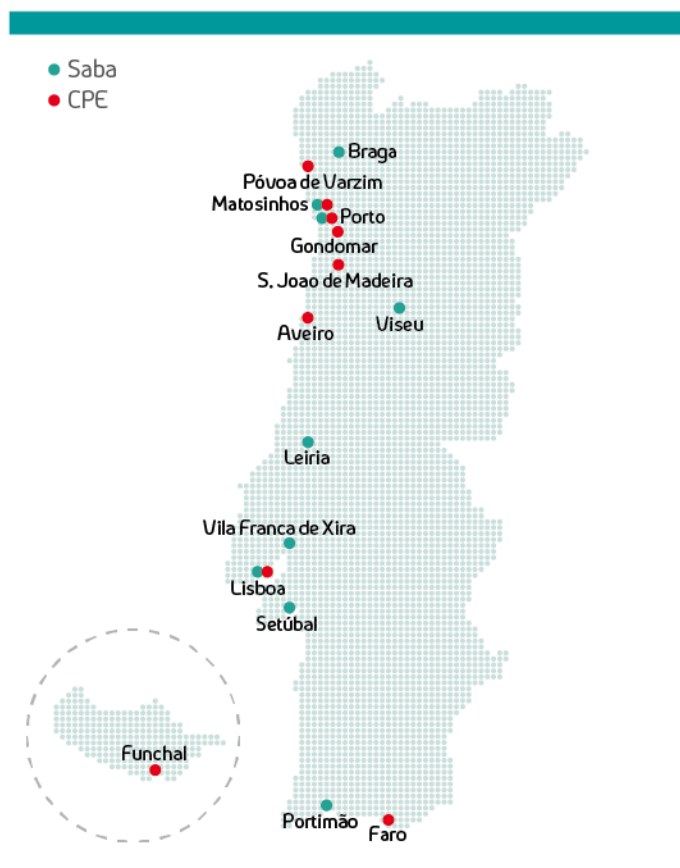 Saba
CPE
Braga
Póvoa de Varzim
Matosinhos
Porto
Gondomar
S. Joao de Madeira
Viseu
Aveiro
Leiria
Vila Franca de Xira
Lisboa
Setúbal
Funchal
Portimão
Faro